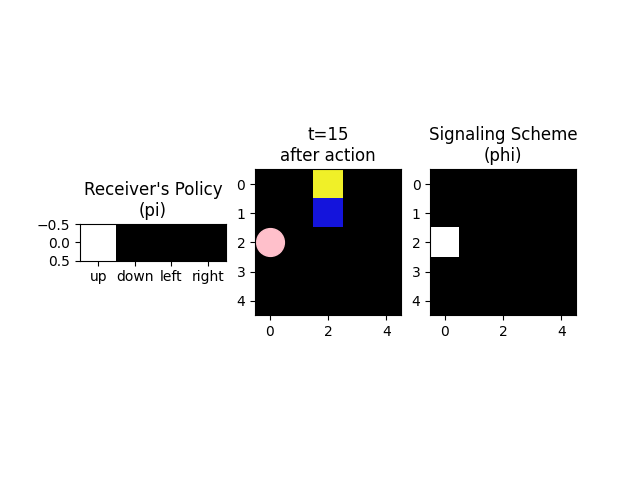 Receiver's Policy
(pi)
−0.5
0.0
0.5
up down left right
t=15
after action
0
1
2
3
4
0 2 4
Signaling Scheme
(phi)
0
1
2
3
4
0 2 4